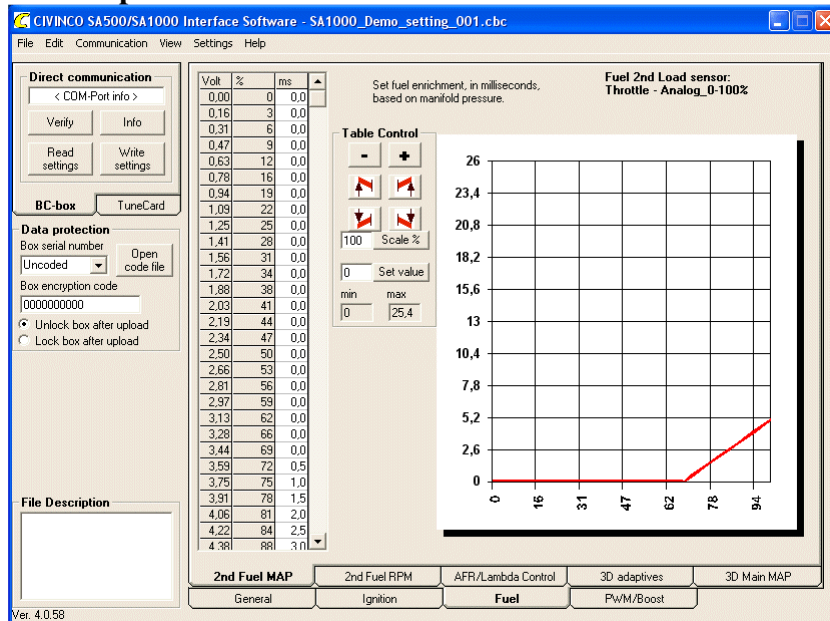 CIVINCO SA500/SA1000 Interface Software - SA1000_Demo_setting_001.cbc
File Edit Communication View Settings Help
Direct communication
< COM-Port info >
Verify Info
Read settings Write settings
BC-box TuneCard
Data protection
Box serial number
Uncoded
Open code file
Box encryption code
0000000000
Unlock box after upload
Lock box after upload
File Description
Volt % ms
0,00 0 0,0
0,16 3 0,0
0,31 6 0,0
0,47 9 0,0
0,63 12 0,0
0,78 16 0,0
0,94 19 0,0
1,09 22 0,0
1,25 25 0,0
1,41 28 0,0
1,56 31 0,0
1,72 34 0,0
1,88 38 0,0
2,03 41 0,0
2,19 44 0,0
2,34 47 0,0
2,50 50 0,0
2,66 53 0,0
2,81 56 0,0
2,97 59 0,0
3,13 62 0,0
3,28 66 0,0
3,44 69 0,0
3,59 72 0,5
3,75 75 1,0
3,91 78 1,5
4,06 81 2,0
4,22 84 2,5
4,38 88 3,0
Set fuel enrichment, in milliseconds,
based on manifold pressure.
Fuel 2nd Load sensor:
Throttle - Analog_0-100%
Table Control
- +
100 Scale %
0 Set value
min max
0 25,4
26
23,4
20,8
18,2
15,6
13
10,4
7,8
5,2
2,6
0
0 16 31 47 62 78 94
2nd Fuel MAP 2nd Fuel RPM AFR/Lambda Control 3D adaptives 3D Main MAP
General Ignition Fuel PWM/Boost
Ver. 4.0.58